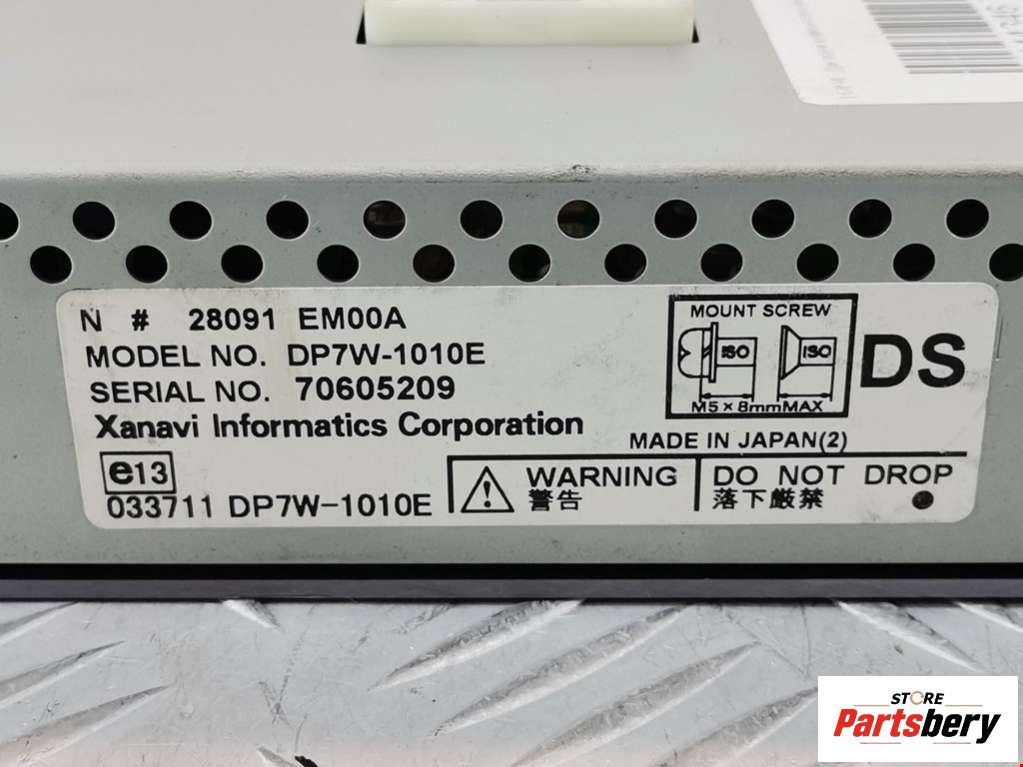 N # 28091 EM00A
MODEL NO. DP7W-1010E
SERIAL NO. 70605209
Xanavi Informatics Corporation
MOUNT SCREW
ISO ISO
M5×8mmMAX
DS
MADE IN JAPAN(2)
e13
033711 DP7W-1010E
WARNING
警告
DO NOT DROP
落下厳禁
STORE
Partsbery